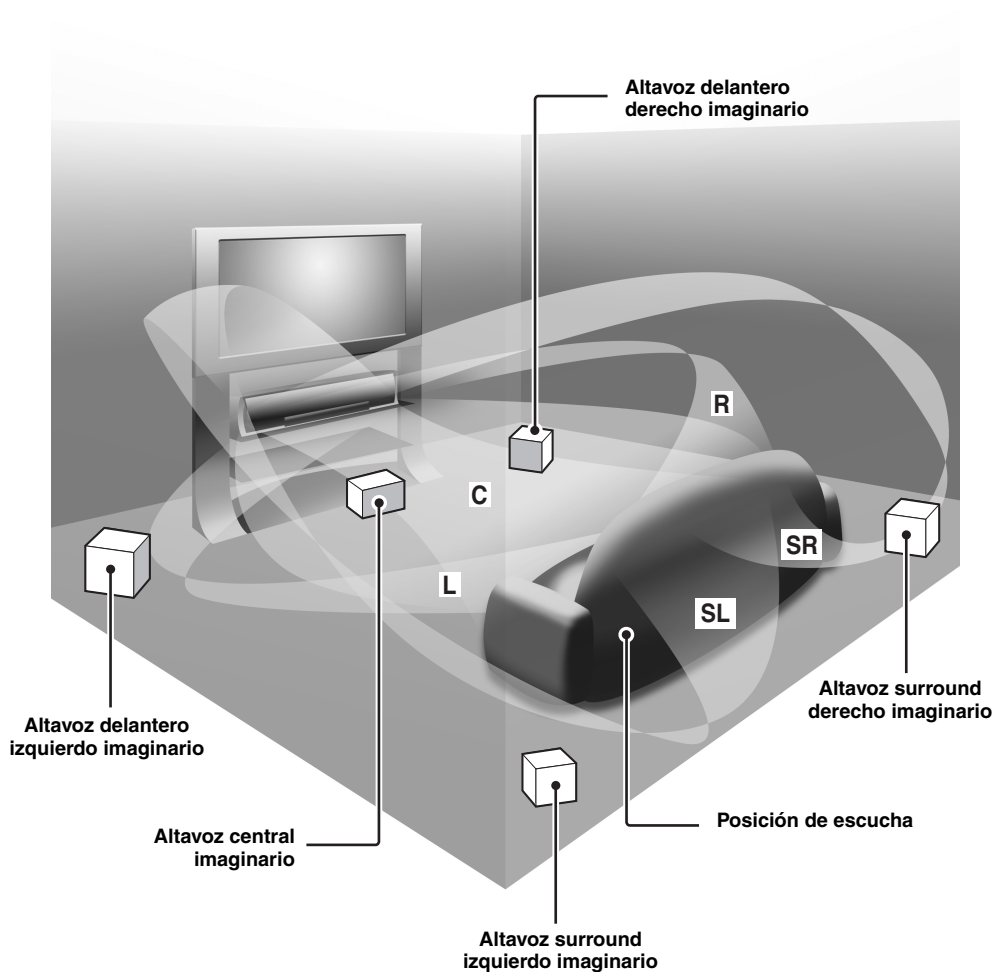 Altavoz delantero
derecho imaginario
R
C
SR
L
SL
Altavoz surround
derecho imaginario
Altavoz delantero
izquierdo imaginario
Posición de escucha
Altavoz central
imaginario
Altavoz surround
izquierdo imaginario